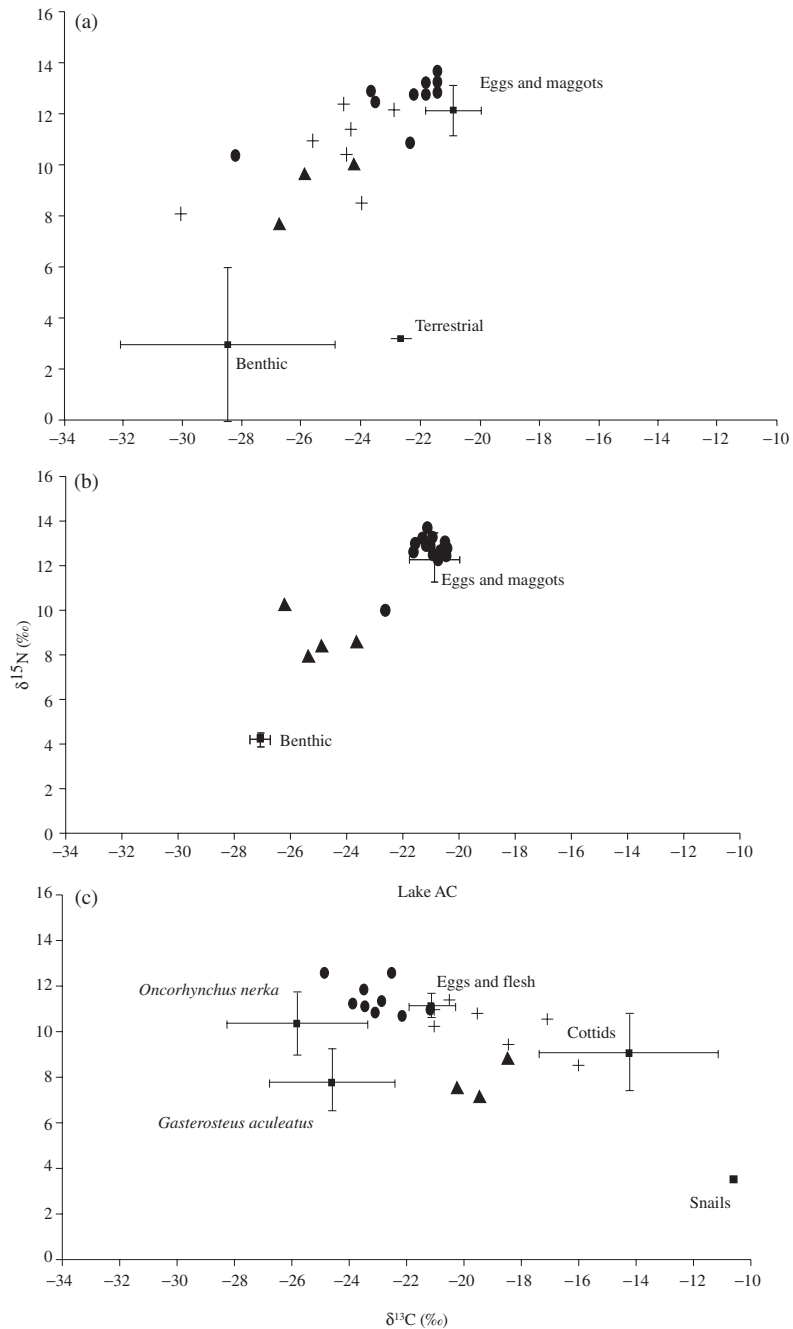 (a)
16
14
12
10
8
6
4
2
0
Eggs and maggots
Terrestrial
Benthic
−34 −32 −30 −28 −26 −24 −22 −20 −18 −16 −14 −12 −10
(b)
16
14
12
10
8
6
4
2
0
Eggs and maggots
Benthic
−34 −32 −30 −28 −26 −24 −22 −20 −18 −16 −14 −12 −10
δ15N (‰)
Lake AC
(c)
16
14
12
10
8
6
4
2
0
Eggs and flesh
Oncorhynchus nerka
Cottids
Gasterosteus aculeatus
Snails
−34 −32 −30 −28 −26 −24 −22 −20 −18 −16 −14 −12 −10
δ13C (‰)